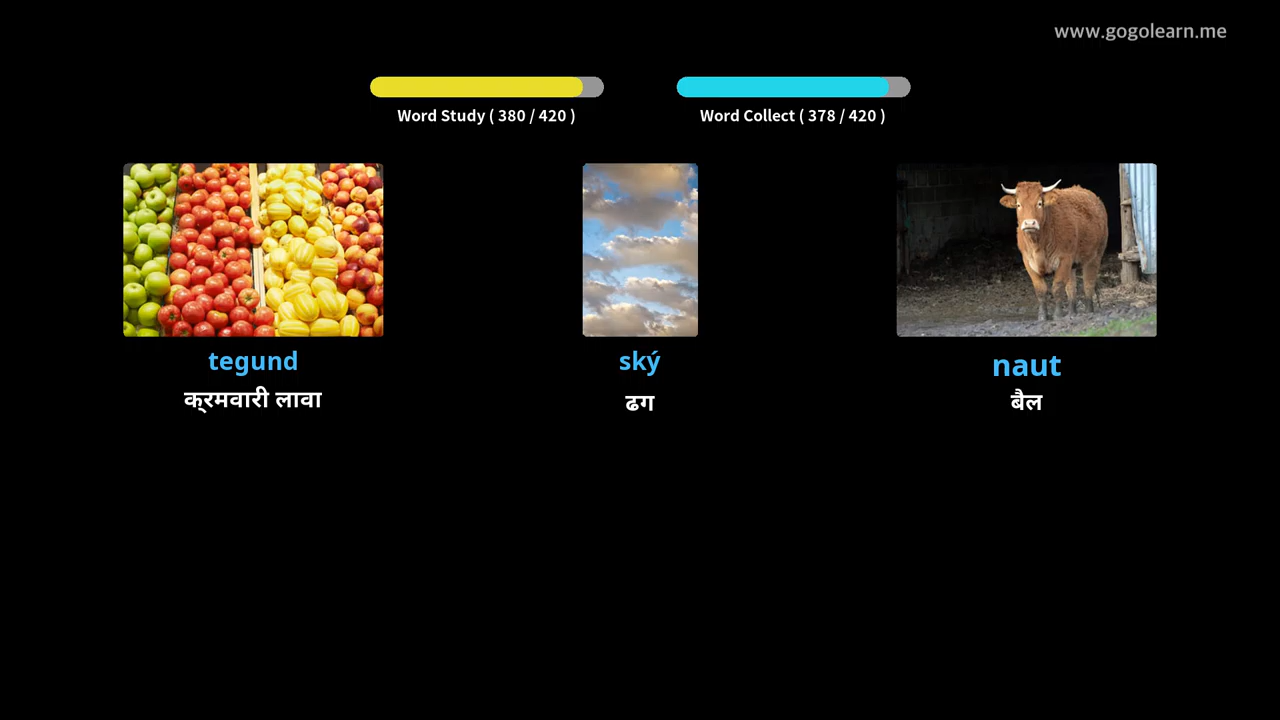 www.gogolearn.me
Word Study ( 380 / 420 )
Word Collect ( 378 / 420 )
tegund
ský
naut
क्रमवारी लावा
ढग
बैल